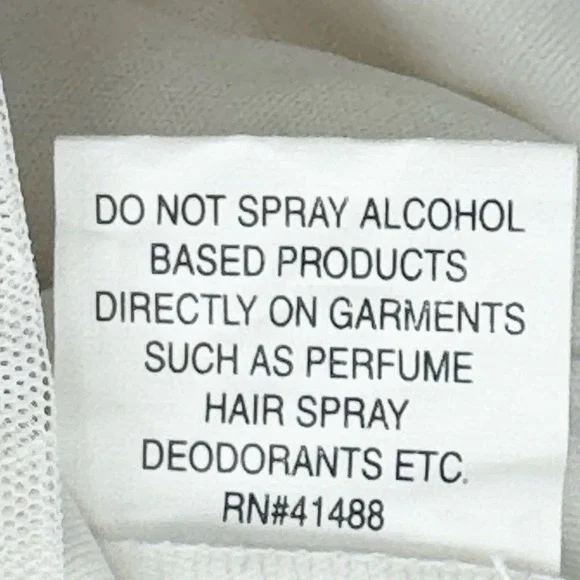 DO NOT SPRAY ALCOHOL
BASED PRODUCTS
DIRECTLY ON GARMENTS
SUCH AS PERFUME
HAIR SPRAY
DEODORANTS ETC.
RN#41488